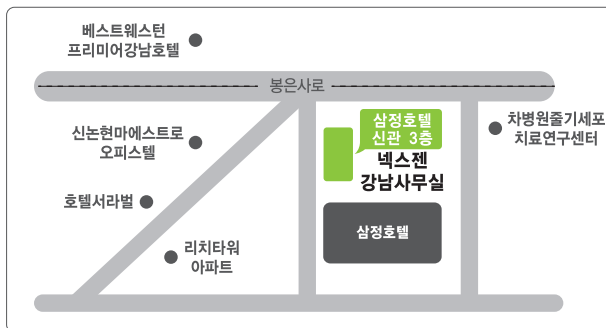 베스트웨스턴
프리미어강남호텔
봉은사로
삼정호텔
신관 3층
넥스젠
강남사무실
차병원줄기세포
치료연구센터
신논현마에스트로
오피스텔
호텔서라벌
삼정호텔
리치타워
아파트